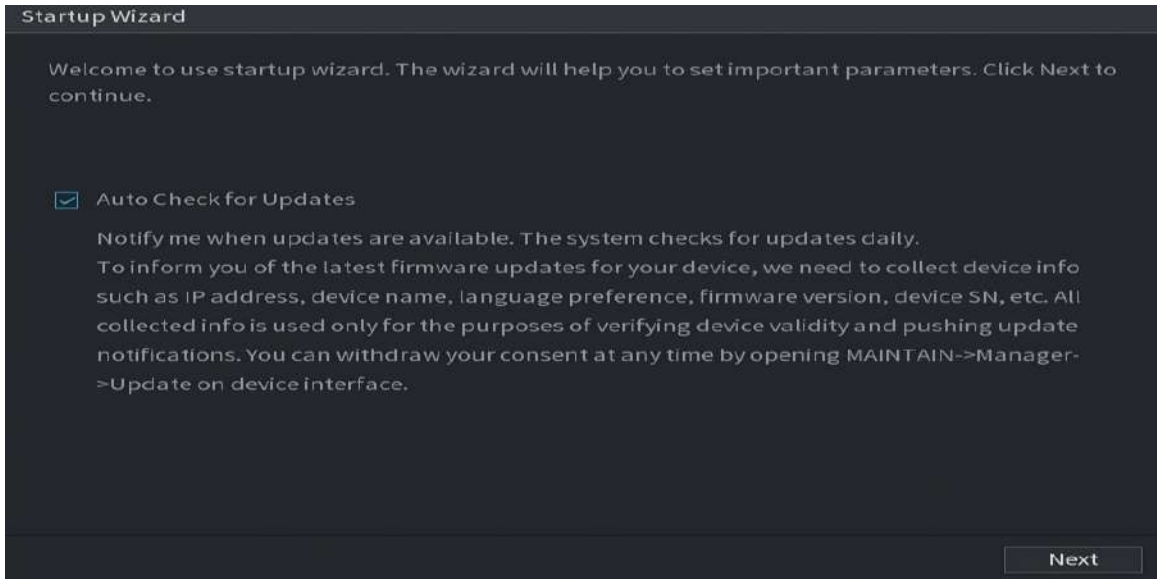 Startup Wizard
Welcome to use startup wizard. The wizard will help you to set important parameters. Click Next to
continue.
Auto Check for Updates
Notify me when updates are available. The system checks for updates daily.
To inform you of the latest firmware updates for your device, we need to collect device info
such as IP address, device name, language preference, firmware version, device SN, etc. All
collected info is used only for the purposes of verifying device validity and pushing update
notifications. You can withdraw your consent at any time by opening MAINTAIN->Manager-
>Update on device interface.
Next